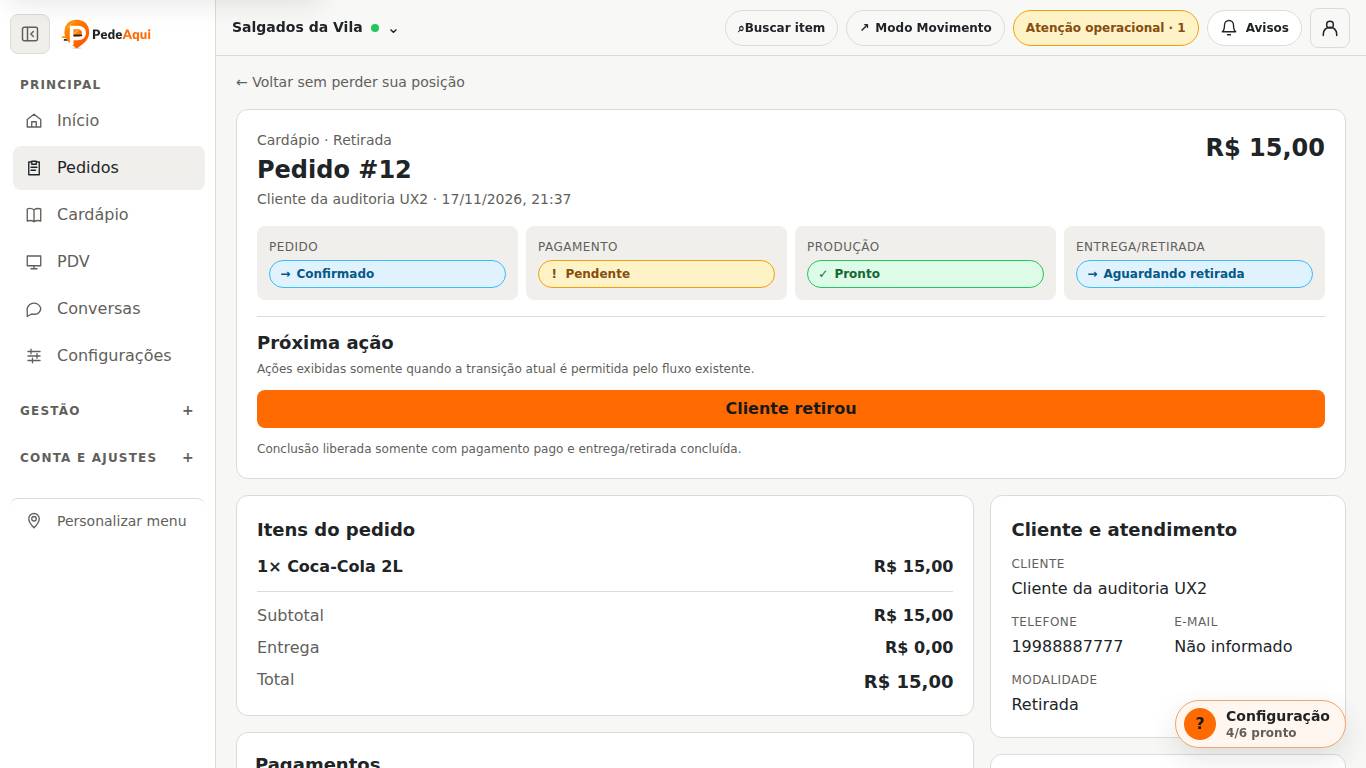 PedeAqui
PRINCIPAL
Início
Pedidos
Cardápio
PDV
Conversas
Configurações
GESTÃO +
CONTA E AJUSTES +
Personalizar menu
Salgados da Vila
Buscar item
↗ Modo Movimento
Atenção operacional · 1
Avisos
← Voltar sem perder sua posição
Cardápio · Retirada
Pedido #12
R$ 15,00
Cliente da auditoria UX2 · 17/11/2026, 21:37
PEDIDO
→ Confirmado
PAGAMENTO
! Pendente
PRODUÇÃO
✓ Pronto
ENTREGA/RETIRADA
→ Aguardando retirada
Próxima ação
Ações exibidas somente quando a transição atual é permitida pelo fluxo existente.
Cliente retirou
Conclusão liberada somente com pagamento pago e entrega/retirada concluída.
Itens do pedido
1× Coca-Cola 2L R$ 15,00
Subtotal R$ 15,00
Entrega R$ 0,00
Total R$ 15,00
Pagamentos
Cliente e atendimento
CLIENTE
Cliente da auditoria UX2
TELEFONE E-MAIL
19988887777 Não informado
MODALIDADE
Retirada
? Configuração
4/6 pronto